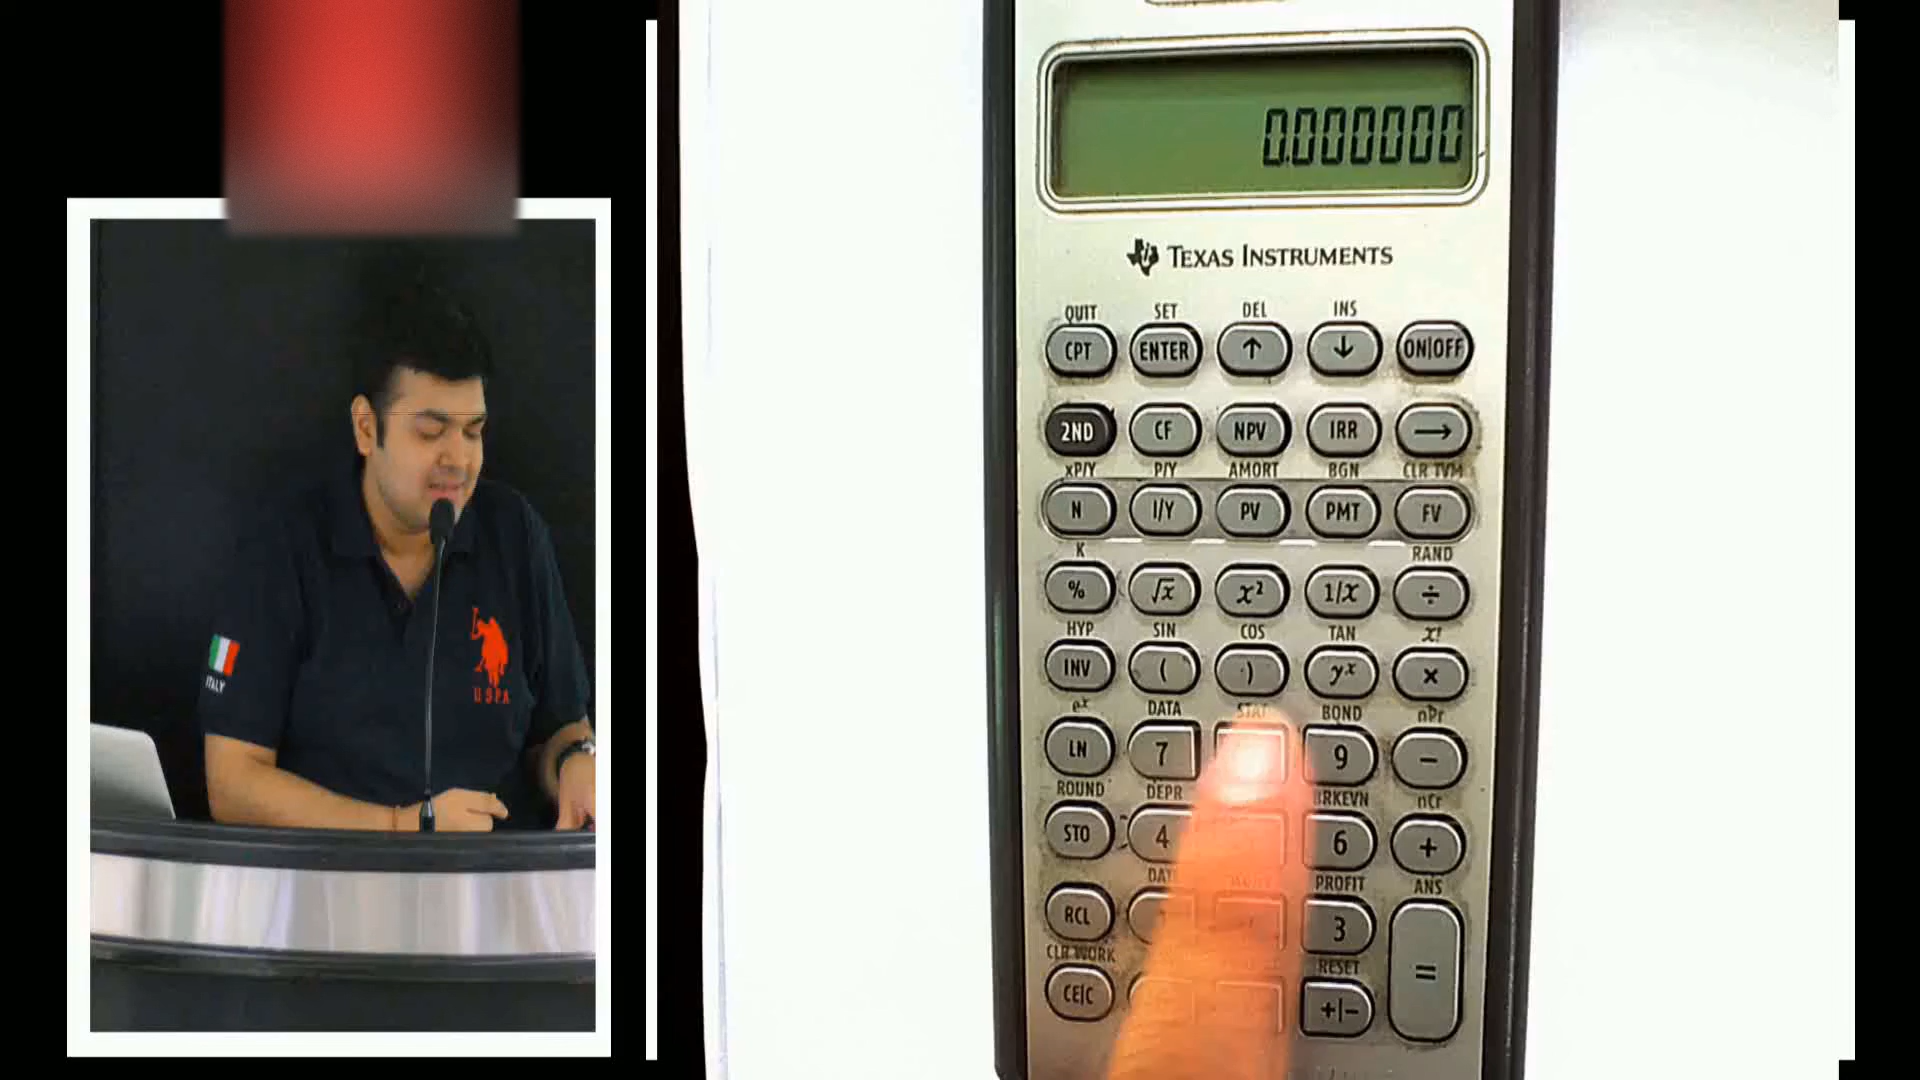 0.000000
TEXAS INSTRUMENTS
QUIT SET DEL INS
CPT ENTER ↑ ↓ ON|OFF
2ND CF NPV IRR →
xP/Y P/Y AMORT BGN CLR TVM
N I/Y PV PMT FV
K RAND
% √x x² 1/x ÷
HYP SIN COS TAN x!
INV ( ) yˣ ×
eˣ DATA STAT BOND nPr
LN 7 9 −
ROUND DEPR BRKEVN nCr
STO 4 6 +
PROFIT ANS
RCL 3 =
CLR WORK RESET
CE|C +|−
ITALY
USPA